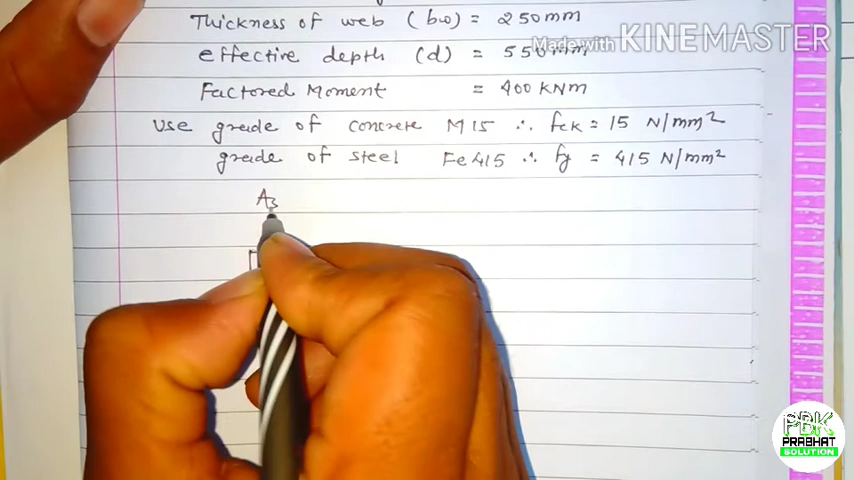 Thickness of web (bw) = 250mm
Made with KINEMASTER
effective depth (d) = 550mm
Factored Moment = 400 KNm
Use grade of concrete M15 ∴ fck = 15 N/mm²
grade of steel Fe415 ∴ fy = 415 N/mm²
As
PBK
PRABHAT
SOLUTION